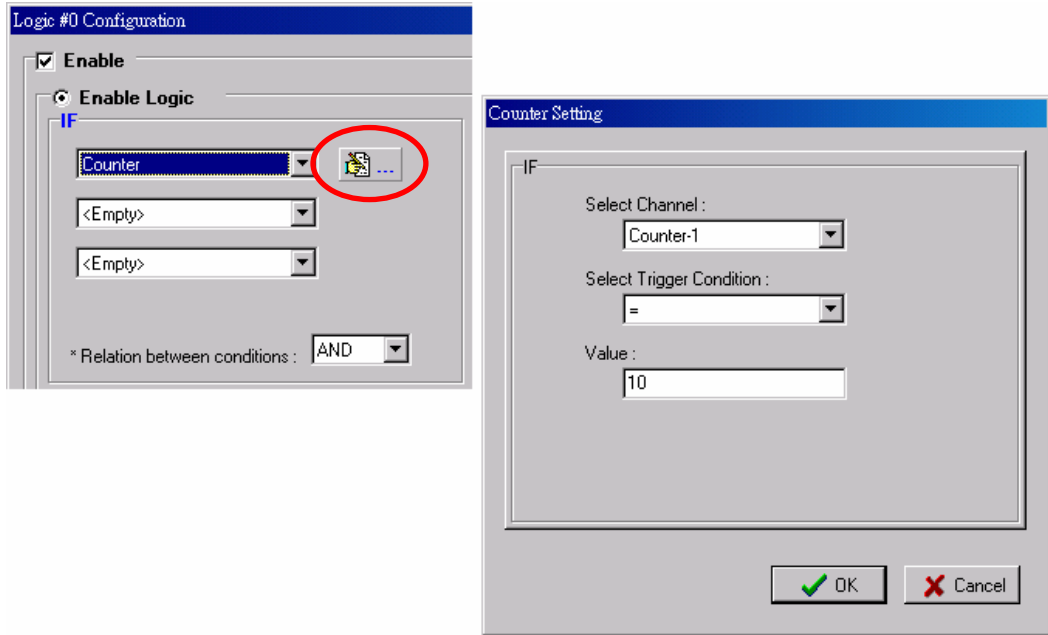 Logic #0 Configuration
Enable
Enable Logic
IF
Counter
...
<Empty>
<Empty>
* Relation between conditions :
AND
Counter Setting
IF
Select Channel :
Counter-1
Select Trigger Condition :
=
Value :
10
OK
Cancel